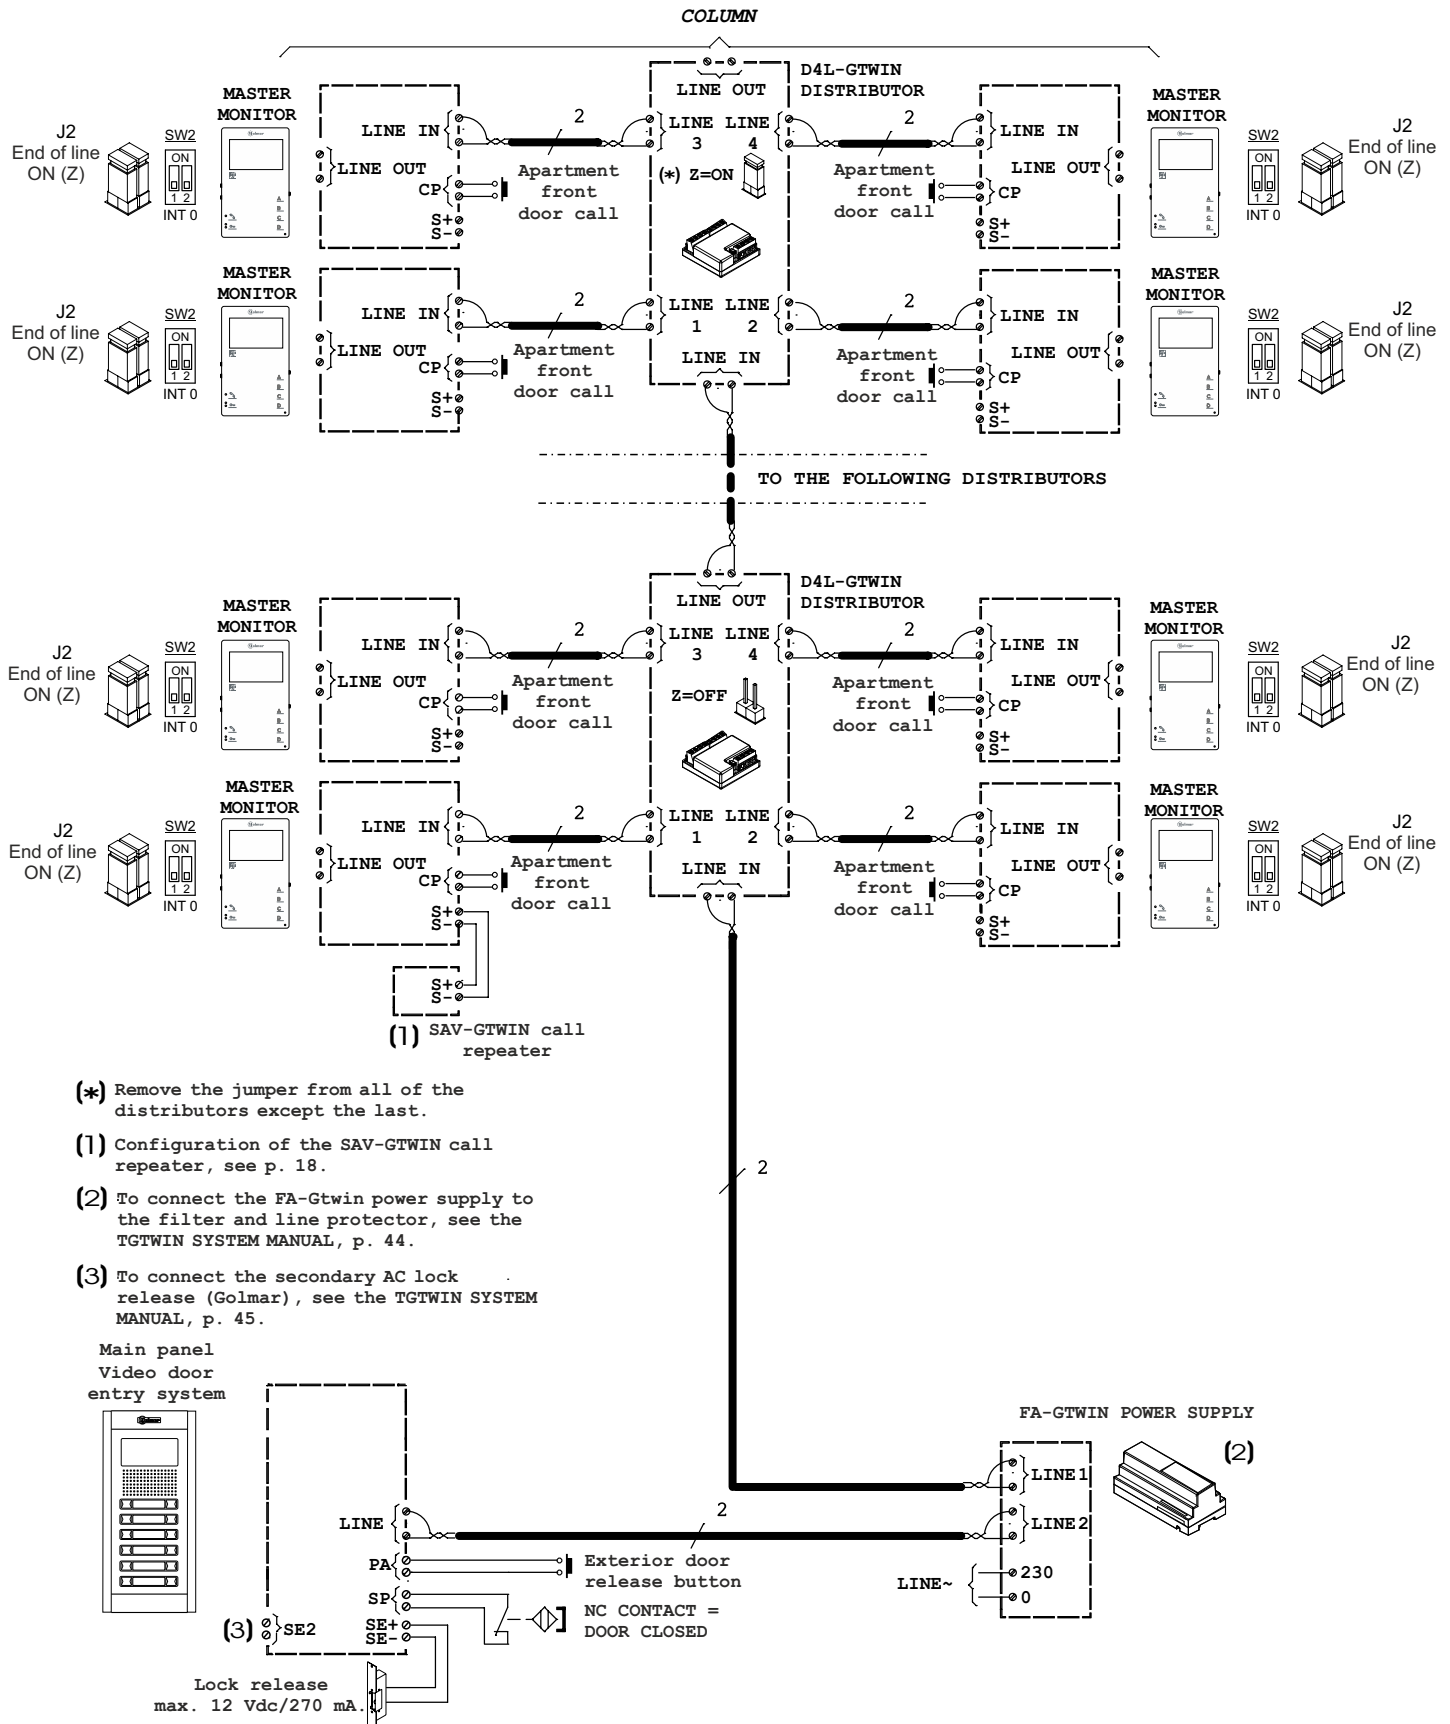 COLUMN
D4L-GTWIN
DISTRIBUTOR
LINE OUT
MASTER
MONITOR
J2
End of line
ON (Z)
SW2
ON
1 2
INT 0
A
B
C
D
LINE IN
LINE OUT
CP
S+
S-
2
Apartment
front
door call
LINE LINE
3 4
(*) Z=ON
2
Apartment
front
door call
LINE IN
LINE OUT
CP
S+
S-
MASTER
MONITOR
SW2
ON
1 2
INT 0
A
B
C
D
J2
End of line
ON (Z)
MASTER
MONITOR
J2
End of line
ON (Z)
SW2
ON
1 2
INT 0
A
B
C
D
LINE IN
LINE OUT
CP
S+
S-
2
Apartment
front
door call
LINE LINE
1 2
LINE IN
2
Apartment
front
door call
LINE IN
LINE OUT
CP
S+
S-
MASTER
MONITOR
SW2
ON
1 2
INT 0
A
B
C
D
J2
End of line
ON (Z)
TO THE FOLLOWING DISTRIBUTORS
D4L-GTWIN
DISTRIBUTOR
LINE OUT
MASTER
MONITOR
J2
End of line
ON (Z)
SW2
ON
1 2
INT 0
A
B
C
D
LINE IN
LINE OUT
CP
S+
S-
2
Apartment
front
door call
LINE LINE
3 4
Z=OFF
2
Apartment
front
door call
LINE IN
LINE OUT
CP
S+
S-
MASTER
MONITOR
SW2
ON
1 2
INT 0
A
B
C
D
J2
End of line
ON (Z)
MASTER
MONITOR
J2
End of line
ON (Z)
SW2
ON
1 2
INT 0
A
B
C
D
LINE IN
LINE OUT
CP
S+
S-
2
Apartment
front
door call
LINE LINE
1 2
LINE IN
2
Apartment
front
door call
LINE IN
LINE OUT
CP
S+
S-
MASTER
MONITOR
SW2
ON
1 2
INT 0
A
B
C
D
J2
End of line
ON (Z)
S+
S-
(1) SAV-GTWIN call
repeater
(*) Remove the jumper from all of the
distributors except the last.
(1) Configuration of the SAV-GTWIN call
repeater, see p. 18.
(2) To connect the FA-Gtwin power supply to
the filter and line protector, see the
TGTWIN SYSTEM MANUAL, p. 44.
(3) To connect the secondary AC lock
release (Golmar), see the TGTWIN SYSTEM
MANUAL, p. 45.
2
Main panel
Video door
entry system
FA-GTWIN POWER SUPPLY
(2)
LINE1
LINE2
LINE~
230
0
LINE
2
PA
Exterior door
release button
SP
NC CONTACT =
DOOR CLOSED
(3)
SE2
SE+
SE-
Lock release
max. 12 Vdc/270 mA.